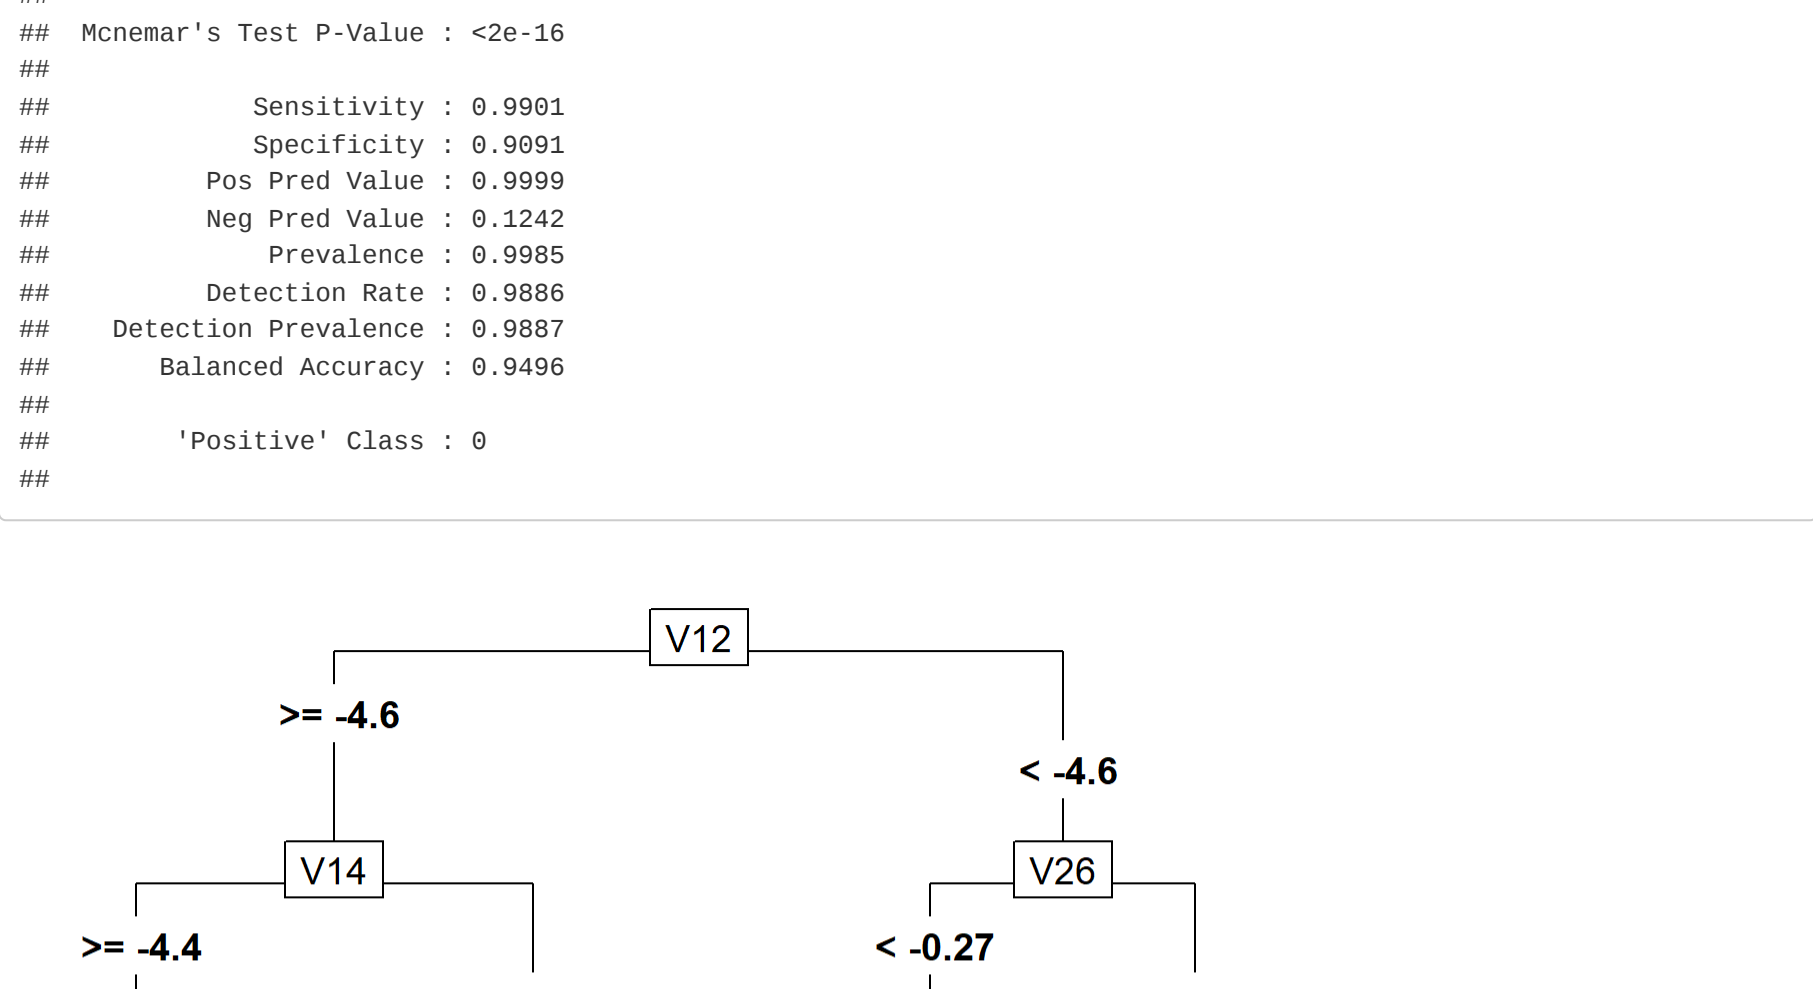 ##
## Mcnemar's Test P-Value : <2e-16
##
## Sensitivity : 0.9901
## Specificity : 0.9091
## Pos Pred Value : 0.9999
## Neg Pred Value : 0.1242
## Prevalence : 0.9985
## Detection Rate : 0.9886
## Detection Prevalence : 0.9887
## Balanced Accuracy : 0.9496
##
## 'Positive' Class : 0
##
V12
>= -4.6
< -4.6
V14
V26
>= -4.4
< -0.27